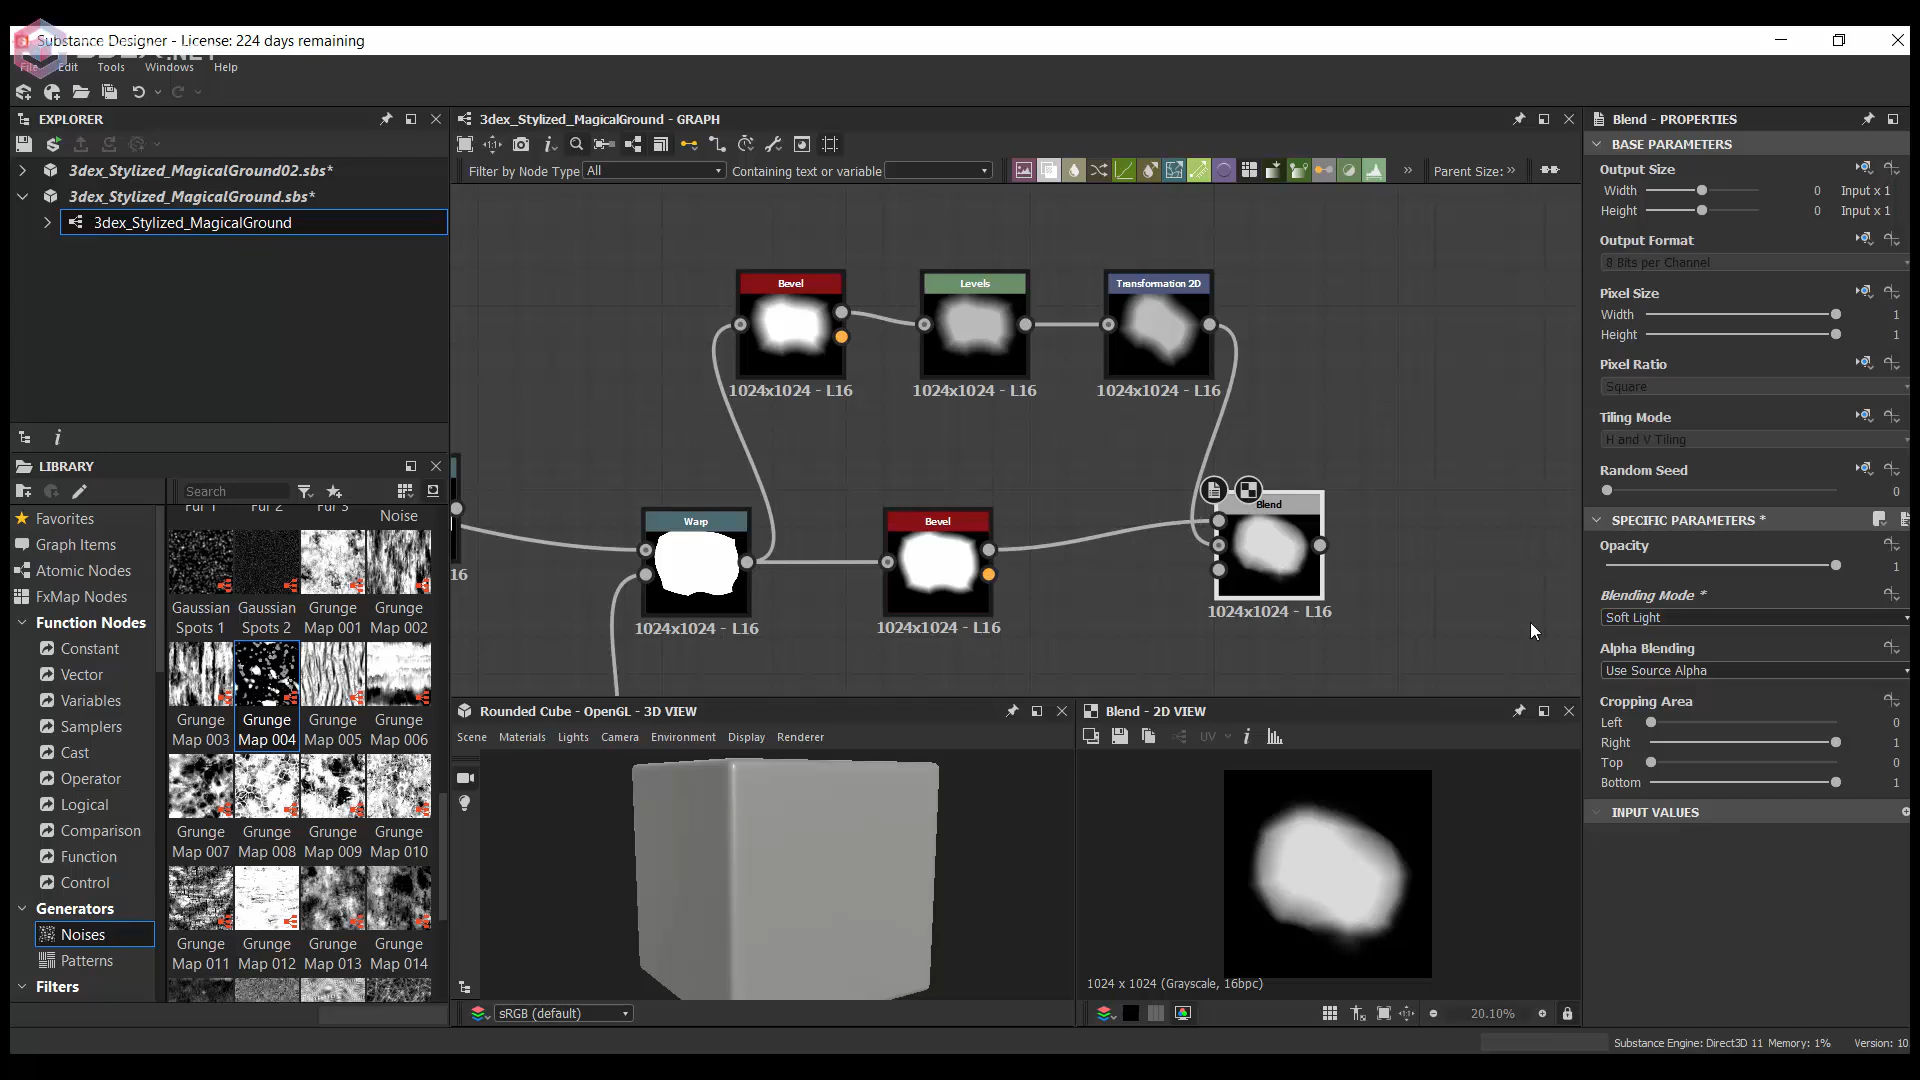 Substance Designer - License: 224 days remaining
File Edit Tools Windows Help
EXPLORER
3dex_Stylized_MagicalGround02.sbs*
3dex_Stylized_MagicalGround.sbs*
3dex_Stylized_MagicalGround
LIBRARY
Search
Favorites
Graph Items
Atomic Nodes
FxMap Nodes
Function Nodes
Constant
Vector
Variables
Samplers
Cast
Operator
Logical
Comparison
Function
Control
Generators
Noises
Patterns
Filters
Fur 1 Fur 2 Fur 3 Noise
Gaussian Spots 1
Gaussian Spots 2
Grunge Map 001
Grunge Map 002
Grunge Map 003
Grunge Map 004
Grunge Map 005
Grunge Map 006
Grunge Map 007
Grunge Map 008
Grunge Map 009
Grunge Map 010
Grunge Map 011
Grunge Map 012
Grunge Map 013
Grunge Map 014
3dex_Stylized_MagicalGround - GRAPH
Filter by Node Type All Containing text or variable Parent Size: »
Bevel
1024x1024 - L16
Levels
1024x1024 - L16
Transformation 2D
1024x1024 - L16
16
Warp
1024x1024 - L16
Bevel
1024x1024 - L16
Blend
1024x1024 - L16
Rounded Cube - OpenGL - 3D VIEW
Scene Materials Lights Camera Environment Display Renderer
sRGB (default)
Blend - 2D VIEW
UV
1024 x 1024 (Grayscale, 16bpc)
20.10%
Blend - PROPERTIES
BASE PARAMETERS
Output Size
Width 0 Input x 1
Height 0 Input x 1
Output Format
8 Bits per Channel
Pixel Size
Width 1
Height 1
Pixel Ratio
Square
Tiling Mode
H and V Tiling
Random Seed
0
SPECIFIC PARAMETERS *
Opacity
1
Blending Mode *
Soft Light
Alpha Blending
Use Source Alpha
Cropping Area
Left 0
Right 1
Top 0
Bottom 1
INPUT VALUES
Substance Engine: Direct3D 11 Memory: 1% Version: 10